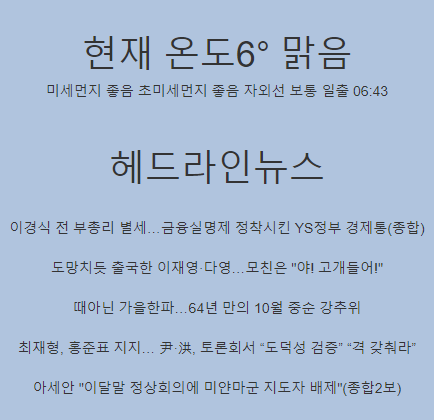 현재 온도6° 맑음
미세먼지 좋음 초미세먼지 좋음 자외선 보통 일출 06:43
헤드라인뉴스
이경식 전 부총리 별세…금융실명제 정착시킨 YS정부 경제통(종합)
도망치듯 출국한 이재영·다영…모친은 "야! 고개들어!"
때아닌 가을한파…64년 만의 10월 중순 강추위
최재형, 홍준표 지지… 尹·洪, 토론회서 “도덕성 검증” “격 갖춰라”
아세안 "이달말 정상회의에 미얀마군 지도자 배제"(종합2보)